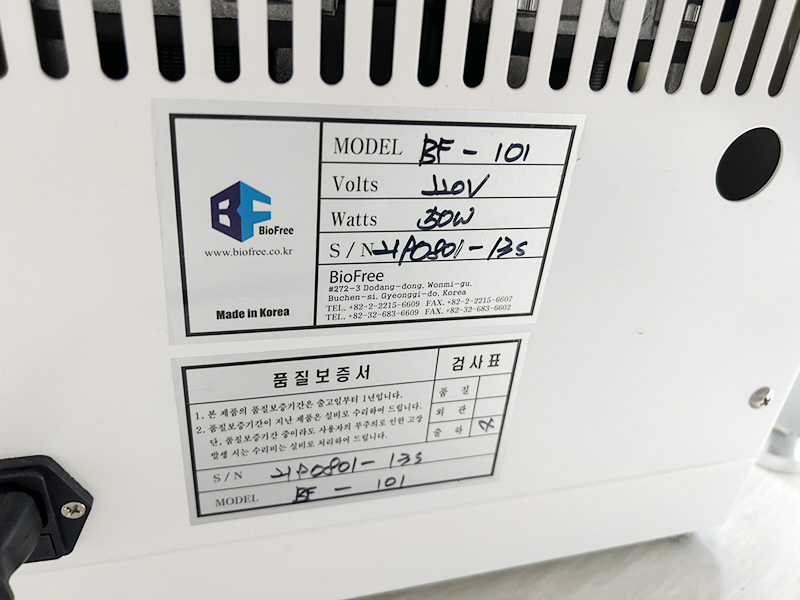 MODEL BF - 101
Volts 220V
Watts 50W
S/N HP0801-135
BF BioFree
www.biofree.co.kr
Made in Korea
BioFree
#272-3 Dodang-dong, Wonmi-gu,
Buchen-si, Gyeonggi-do, Korea
TEL. +82-2-2215-6609 FAX. +82-2-2215-6607
TEL. +82-32-683-6609 FAX. +82-32-683-6602
품질보증서
1. 본 제품의 품질보증기간은 출고일부터 1년입니다.
2. 품질보증기간이 지난 제품은 실비로 수리하여 드립니다.
단, 품질보증기간 중이라도 사용자의 부주의로 인한 고장
발생 시는 수리비는 실비로 처리하여 드립니다.
검사표
품 질
외 관
출 하
S/N HP0801-135
MODEL BF - 101